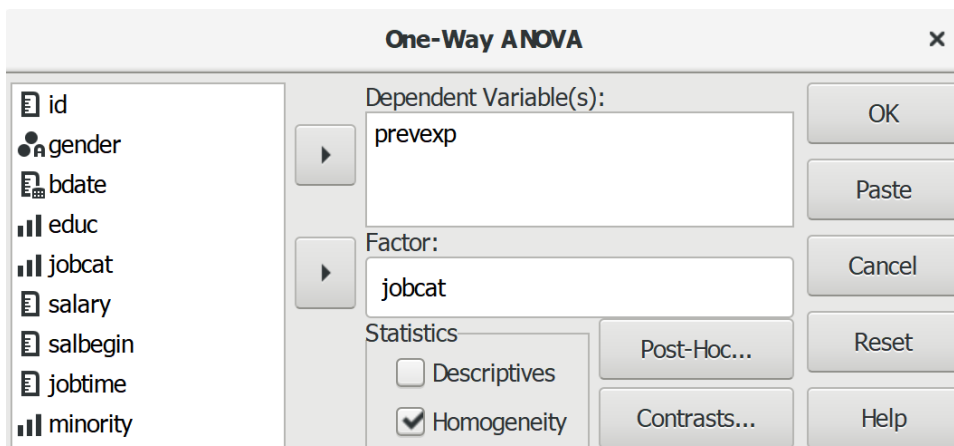 One-Way ANOVA
id
gender
bdate
educ
jobcat
salary
salbegin
jobtime
minority
Dependent Variable(s):
prevexp
Factor:
jobcat
Statistics
Descriptives
Homogeneity
Post-Hoc...
Contrasts...
OK
Paste
Cancel
Reset
Help